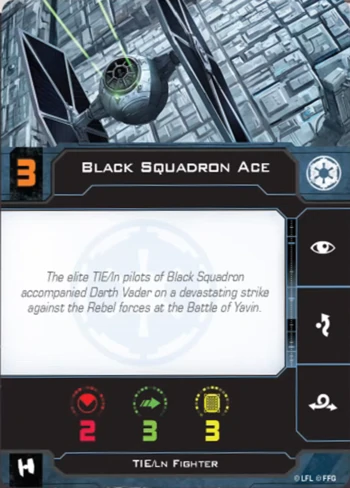 3 Black Squadron Ace
The elite TIE/ln pilots of Black Squadron
accompanied Darth Vader on a devastating strike
against the Rebel forces at the Battle of Yavin.
2 3 3
TIE/ln Fighter
© LFL © FFG